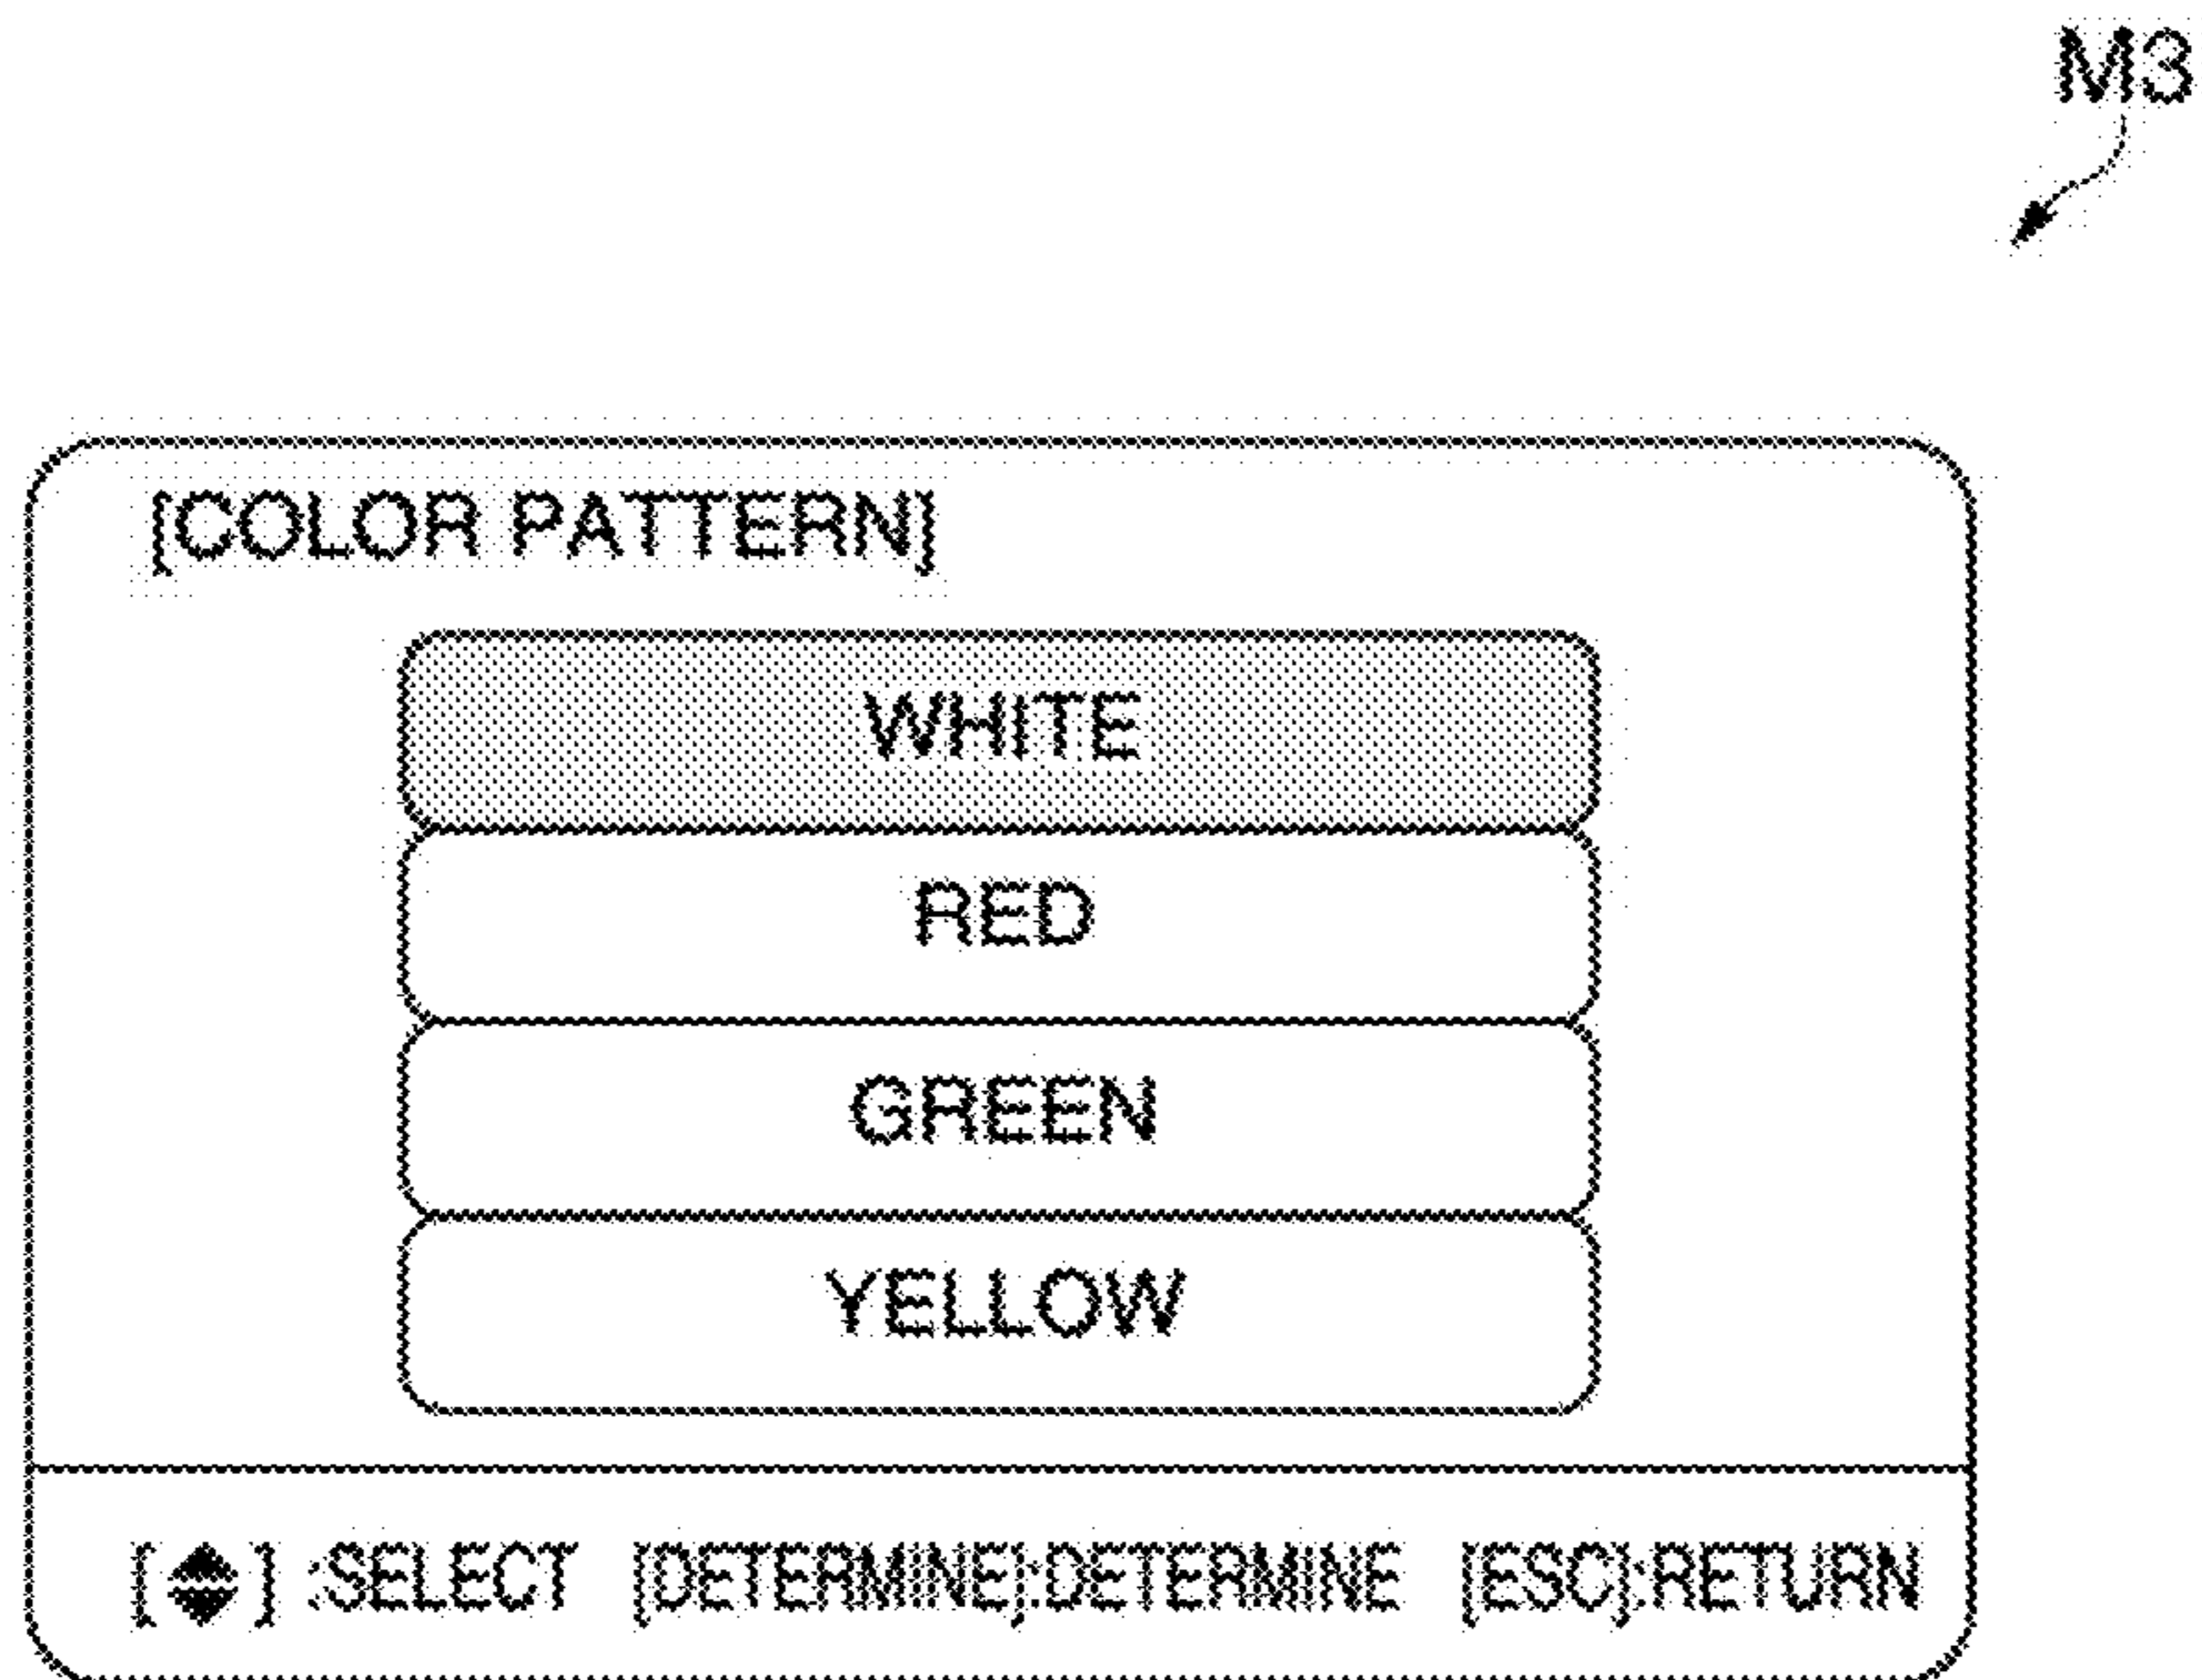 M3
[COLOR PATTERN]
WHITE
RED
GREEN
YELLOW
[◆] :SELECT [DETERMINE]:DETERMINE [ESC]:RETURN